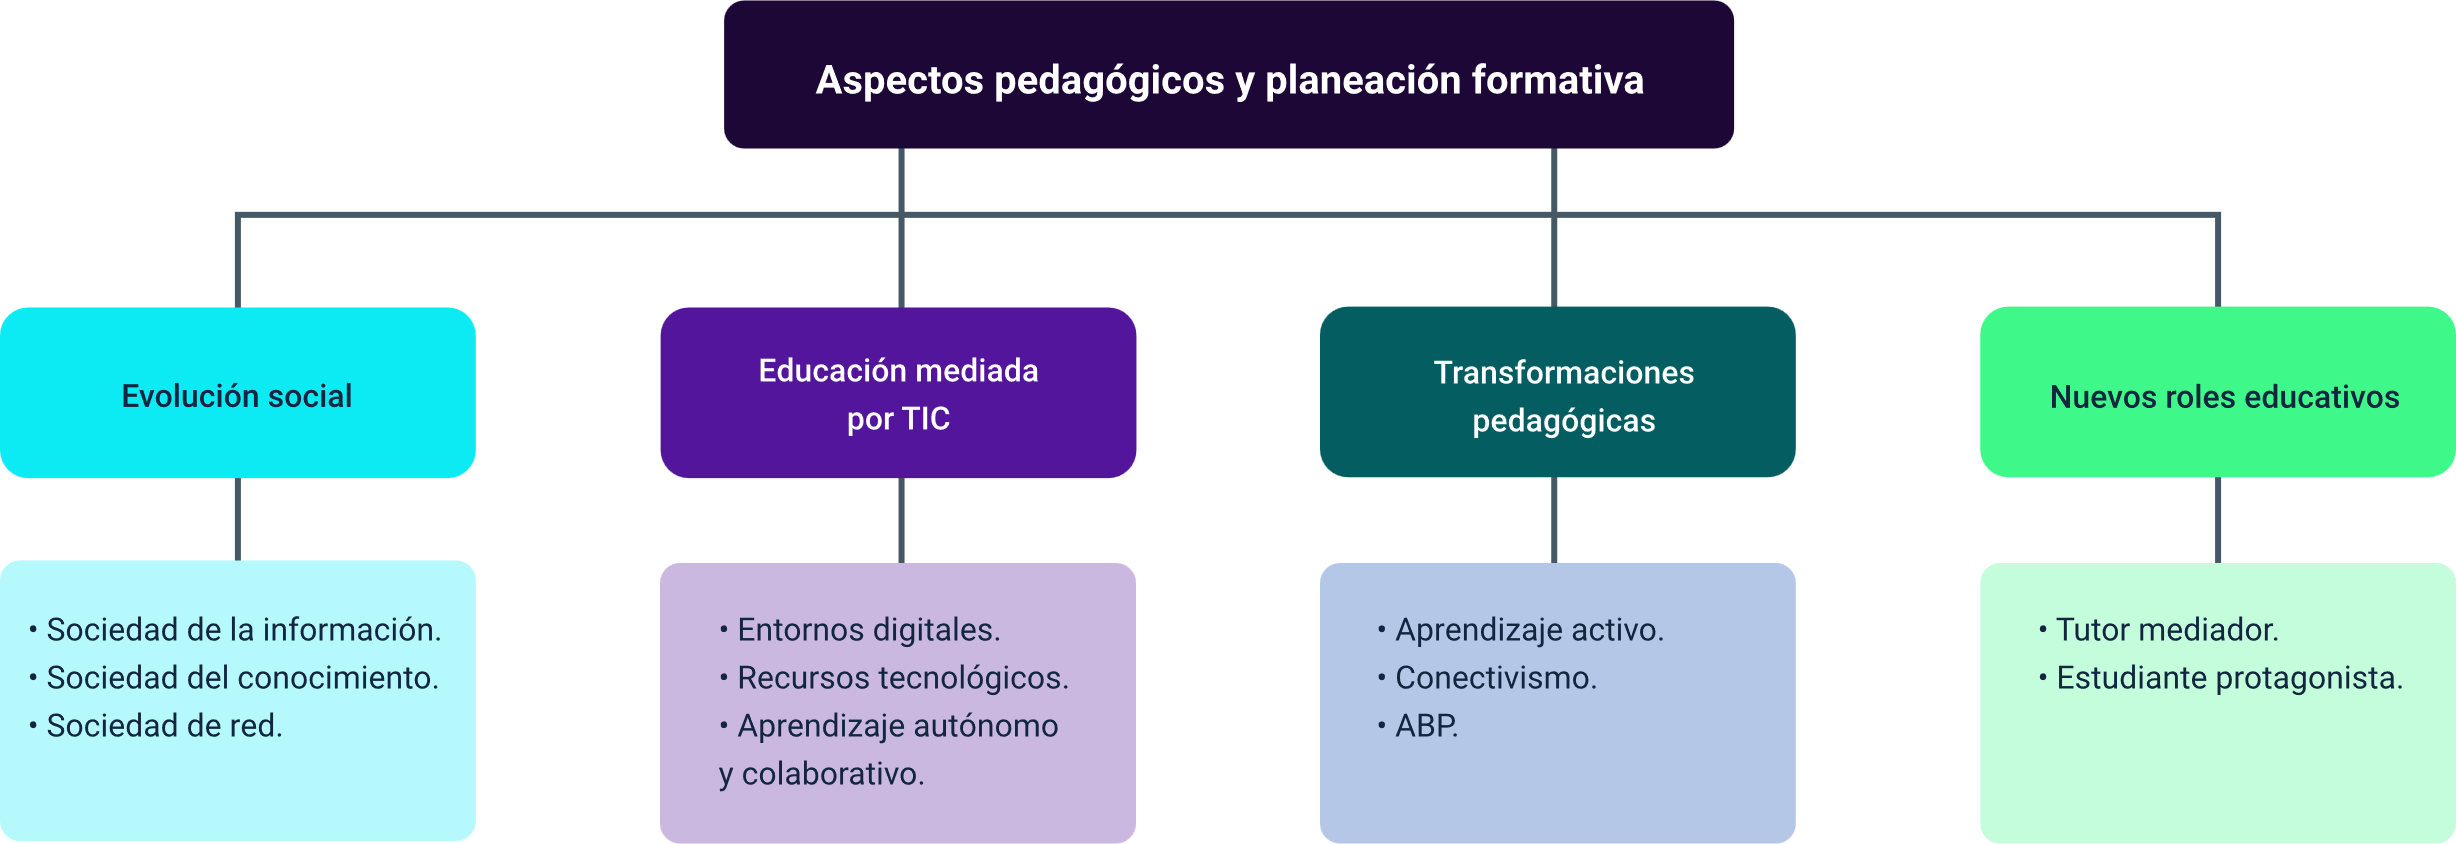 Aspectos pedagógicos y planeación formativa
Evolución social
Educación mediada
por TIC
Transformaciones
pedagógicas
Nuevos roles educativos
• Sociedad de la información.
• Sociedad del conocimiento.
• Sociedad de red.
• Entornos digitales.
• Recursos tecnológicos.
• Aprendizaje autónomo
y colaborativo.
• Aprendizaje activo.
• Conectivismo.
• ABP.
• Tutor mediador.
• Estudiante protagonista.